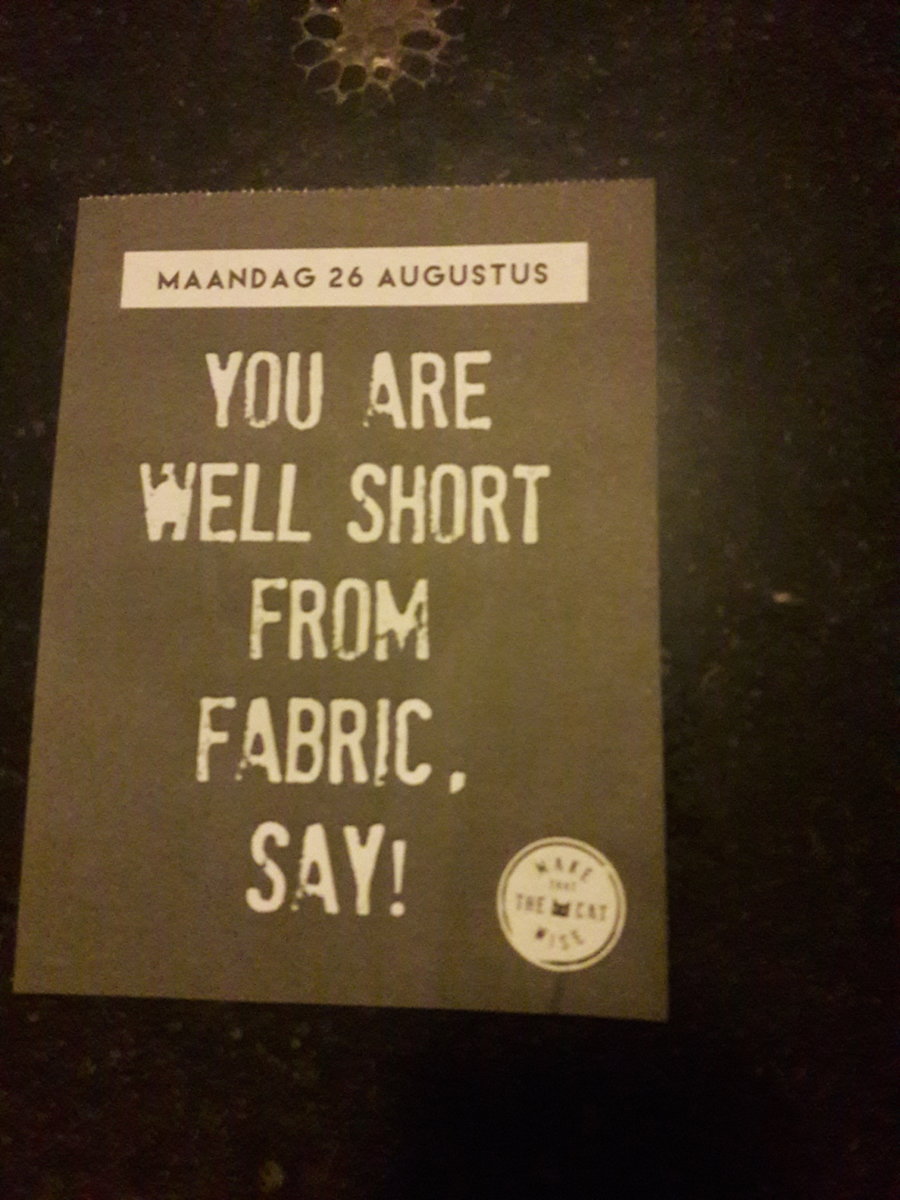 MAANDAG 26 AUGUSTUS
YOU ARE
WELL SHORT
FROM
FABRIC,
SAY!
MAKE
THAT
THE CAT
WISE